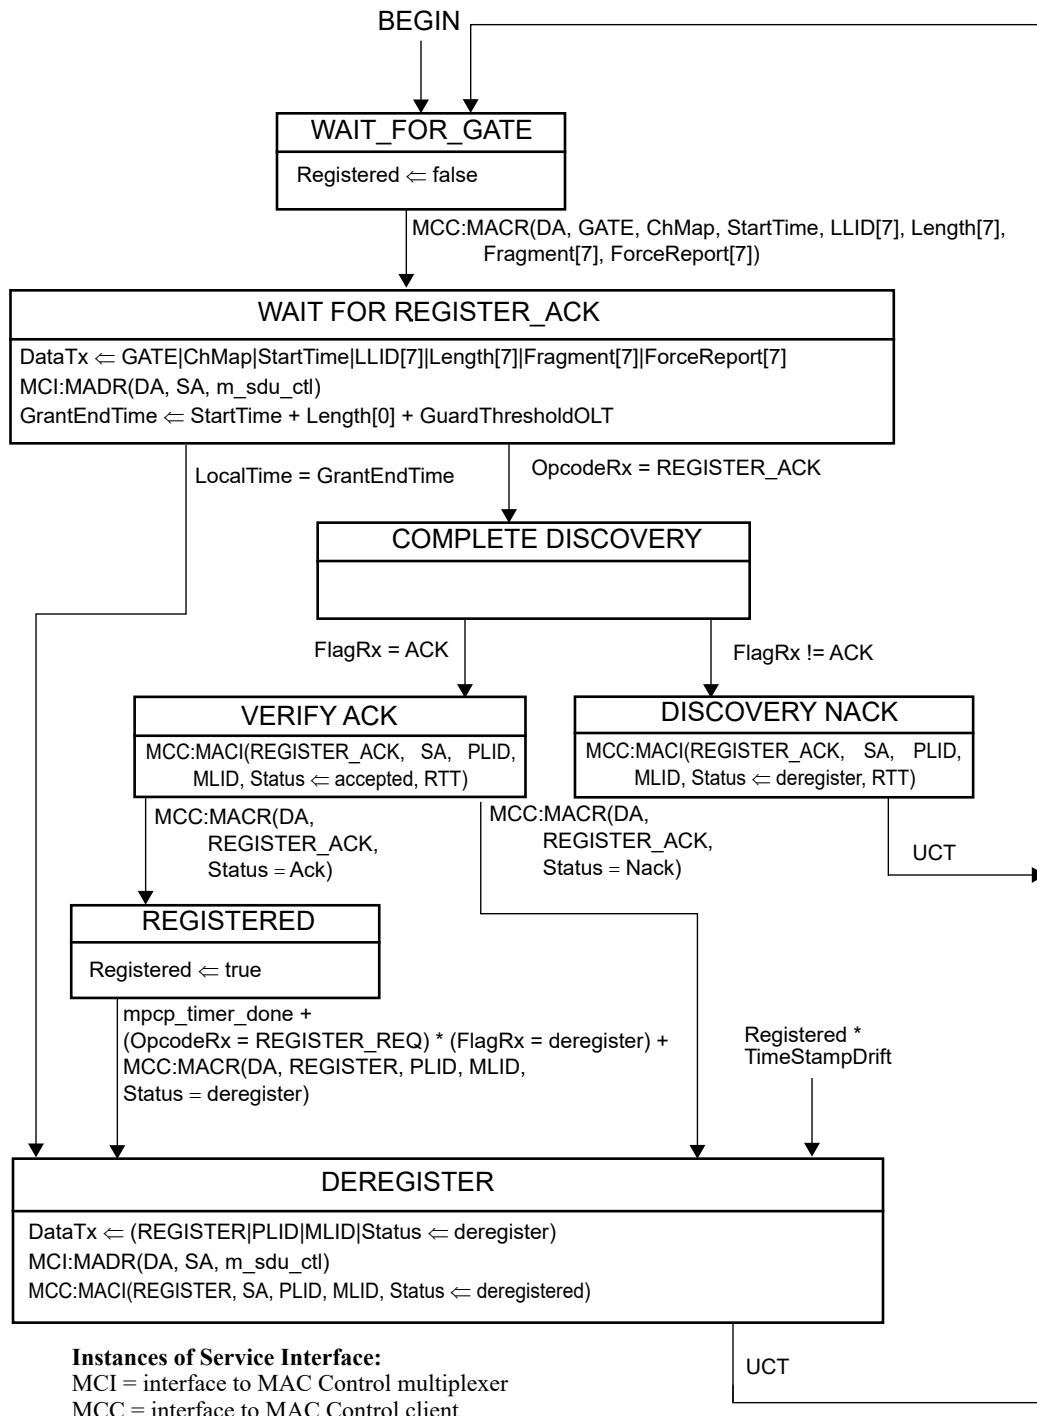 BEGIN
WAIT_FOR_GATE
Registered ⇐ false
MCC:MACR(DA, GATE, ChMap, StartTime, LLID[7], Length[7],
Fragment[7], ForceReport[7])
WAIT FOR REGISTER_ACK
DataTx ⇐ GATE|ChMap|StartTime|LLID[7]|Length[7]|Fragment[7]|ForceReport[7]
MCI:MADR(DA, SA, m_sdu_ctl)
GrantEndTime ⇐ StartTime + Length[0] + GuardThresholdOLT
LocalTime = GrantEndTime
OpcodeRx = REGISTER_ACK
COMPLETE DISCOVERY
FlagRx = ACK
FlagRx != ACK
VERIFY ACK
MCC:MACI(REGISTER_ACK, SA, PLID,
MLID, Status ⇐ accepted, RTT)
DISCOVERY NACK
MCC:MACI(REGISTER_ACK, SA, PLID,
MLID, Status ⇐ deregister, RTT)
MCC:MACR(DA,
REGISTER_ACK,
Status = Ack)
MCC:MACR(DA,
REGISTER_ACK,
Status = Nack)
UCT
REGISTERED
Registered ⇐ true
mpcp_timer_done +
(OpcodeRx = REGISTER_REQ) * (FlagRx = deregister) +
MCC:MACR(DA, REGISTER, PLID, MLID,
Status = deregister)
Registered *
TimeStampDrift
DEREGISTER
DataTx ⇐ (REGISTER|PLID|MLID|Status ⇐ deregister)
MCI:MADR(DA, SA, m_sdu_ctl)
MCC:MACI(REGISTER, SA, PLID, MLID, Status ⇐ deregistered)
UCT
Instances of Service Interface:
MCI = interface to MAC Control multiplexer
MCC = interface to MAC Control client